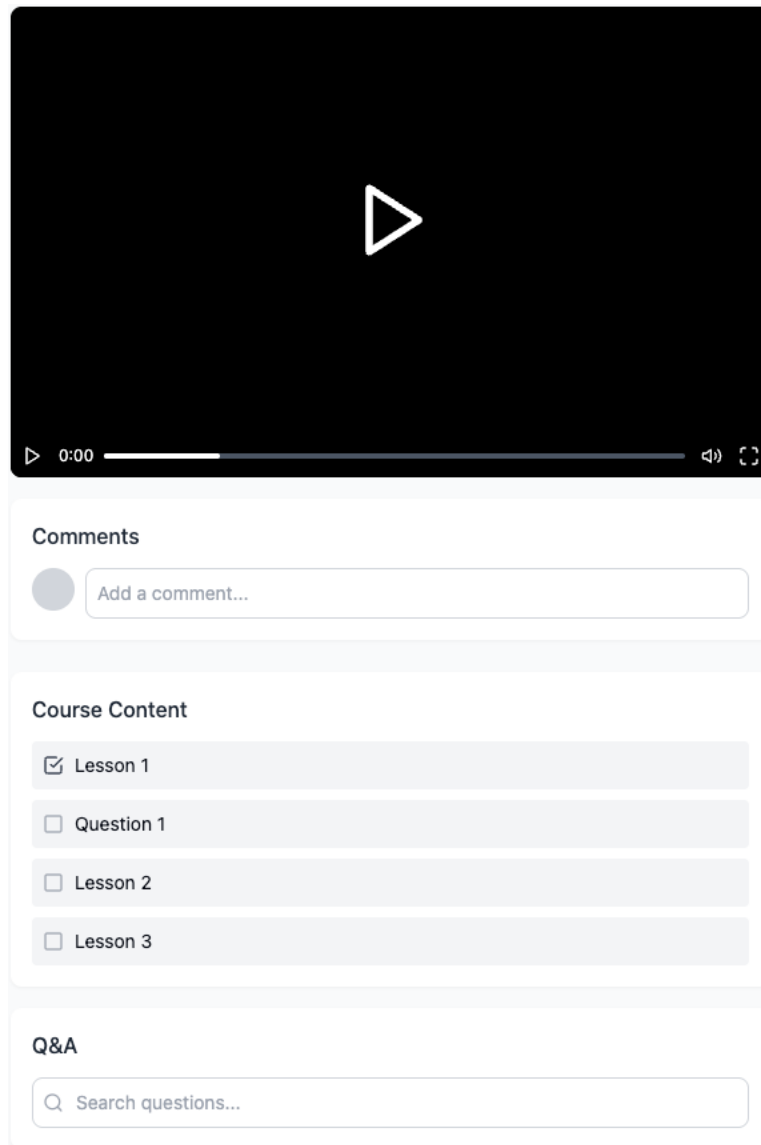 0:00
Comments
Add a comment...
Course Content
Lesson 1
Question 1
Lesson 2
Lesson 3
Q&A
Search questions...